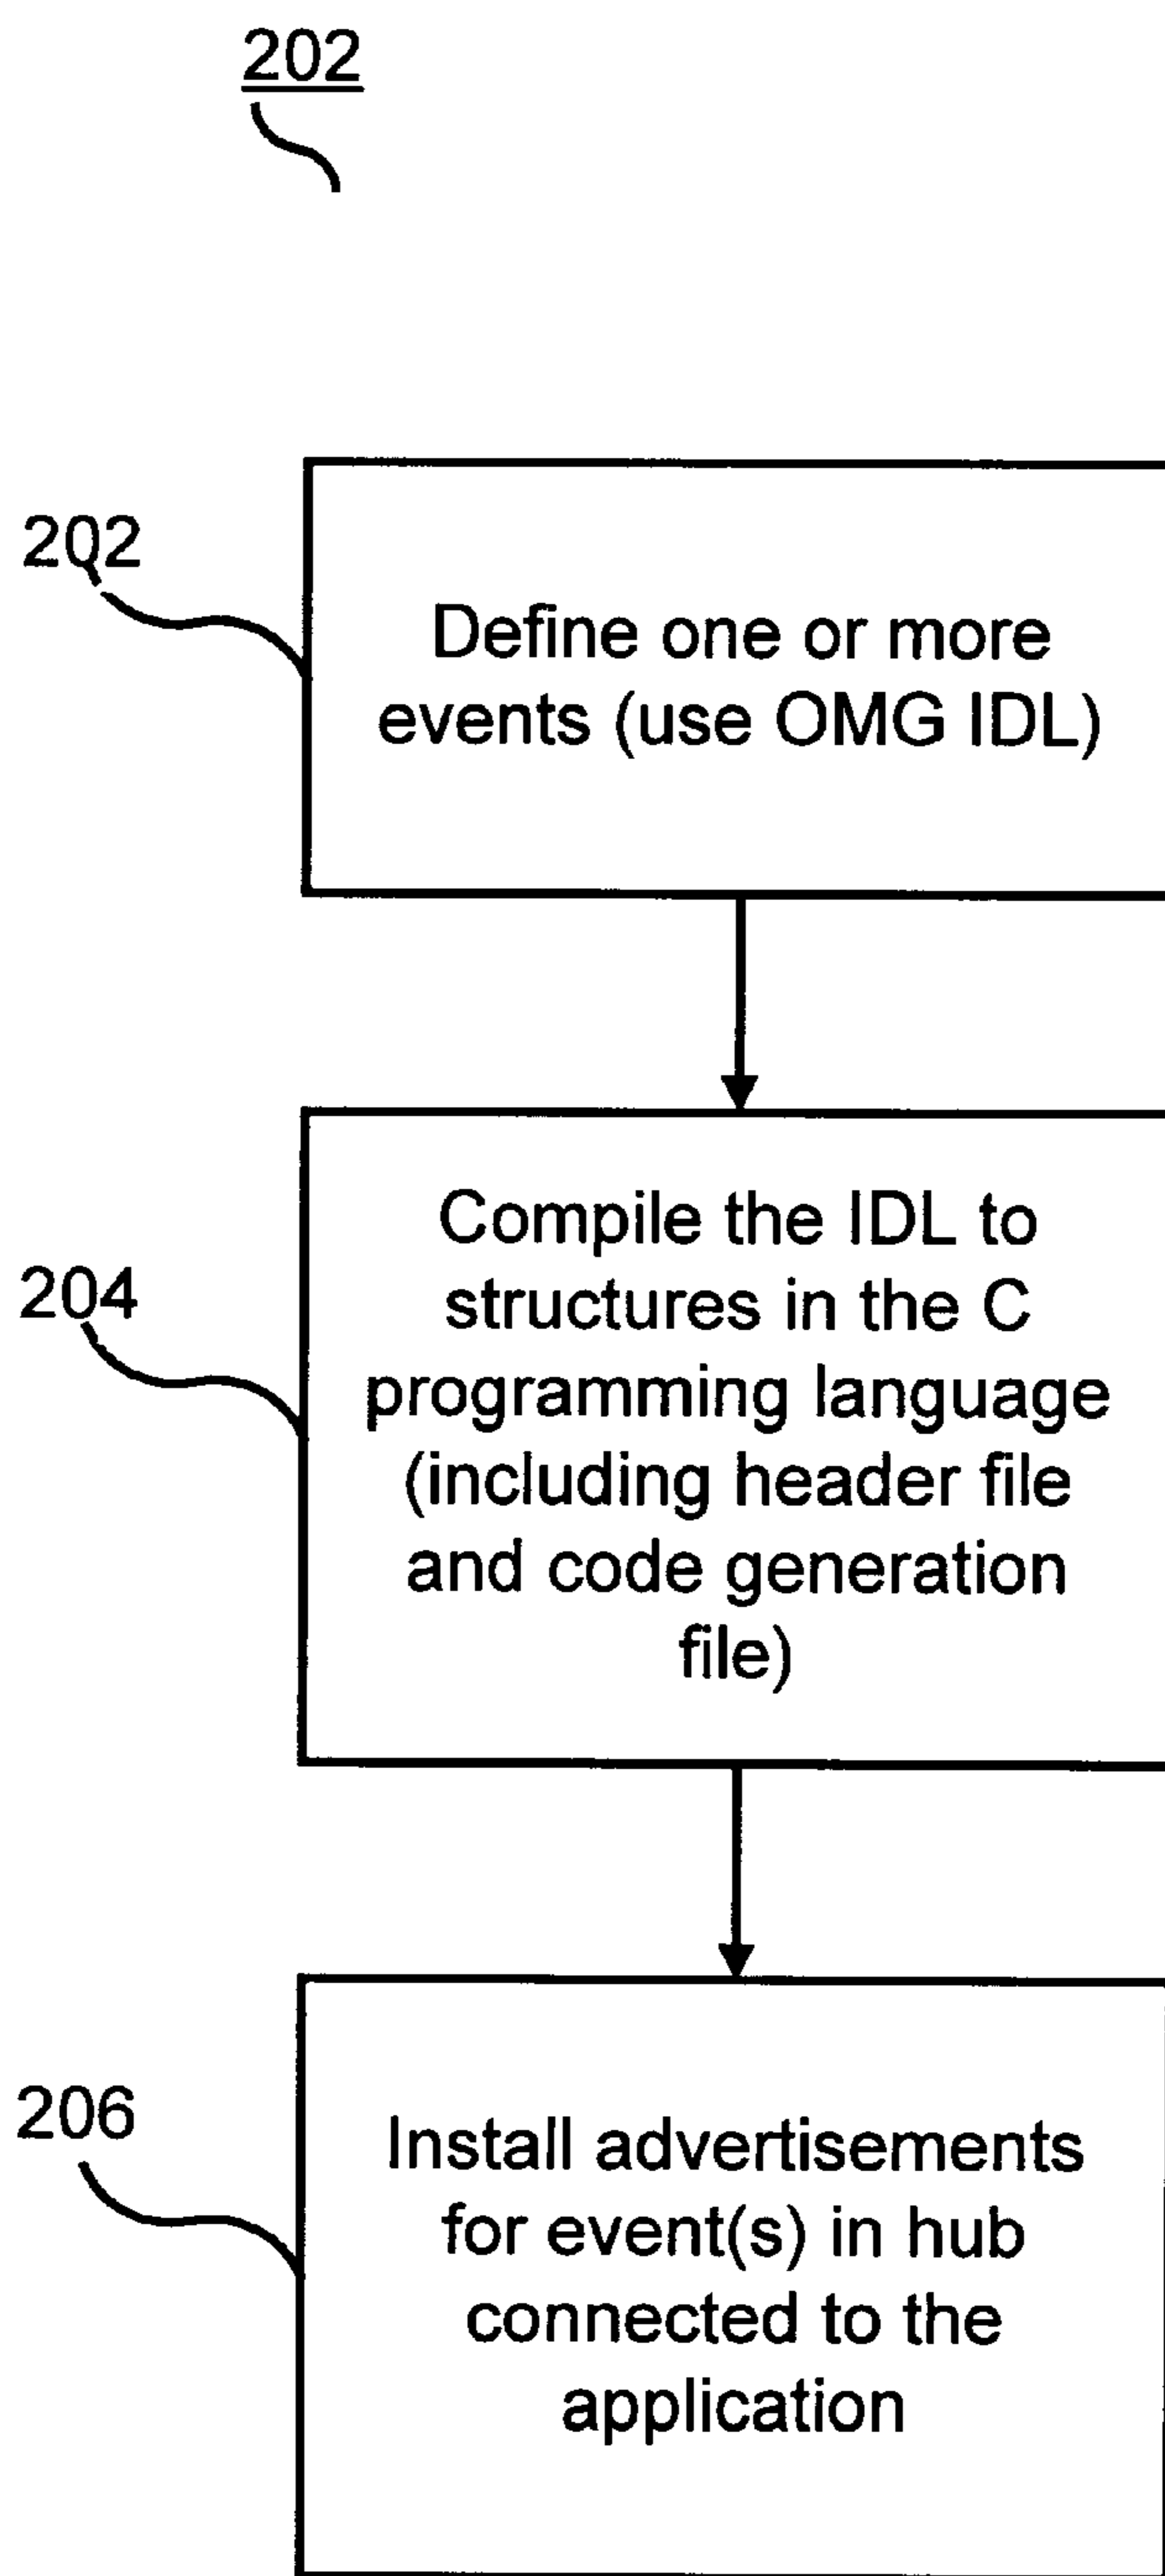 202
202
Define one or more
events (use OMG IDL)
204
Compile the IDL to
structures in the C
programming language
(including header file
and code generation
file)
206
Install advertisements
for event(s) in hub
connected to the
application